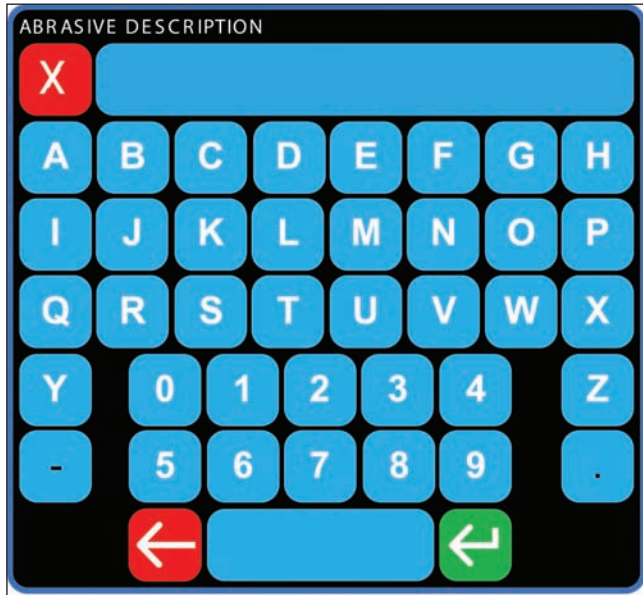 ABRASIVE DESCRIPTION
X
A B C D E F G H
I J K L M N O P
Q R S T U V W X
Y 0 1 2 3 4 Z
- 5 6 7 8 9 .